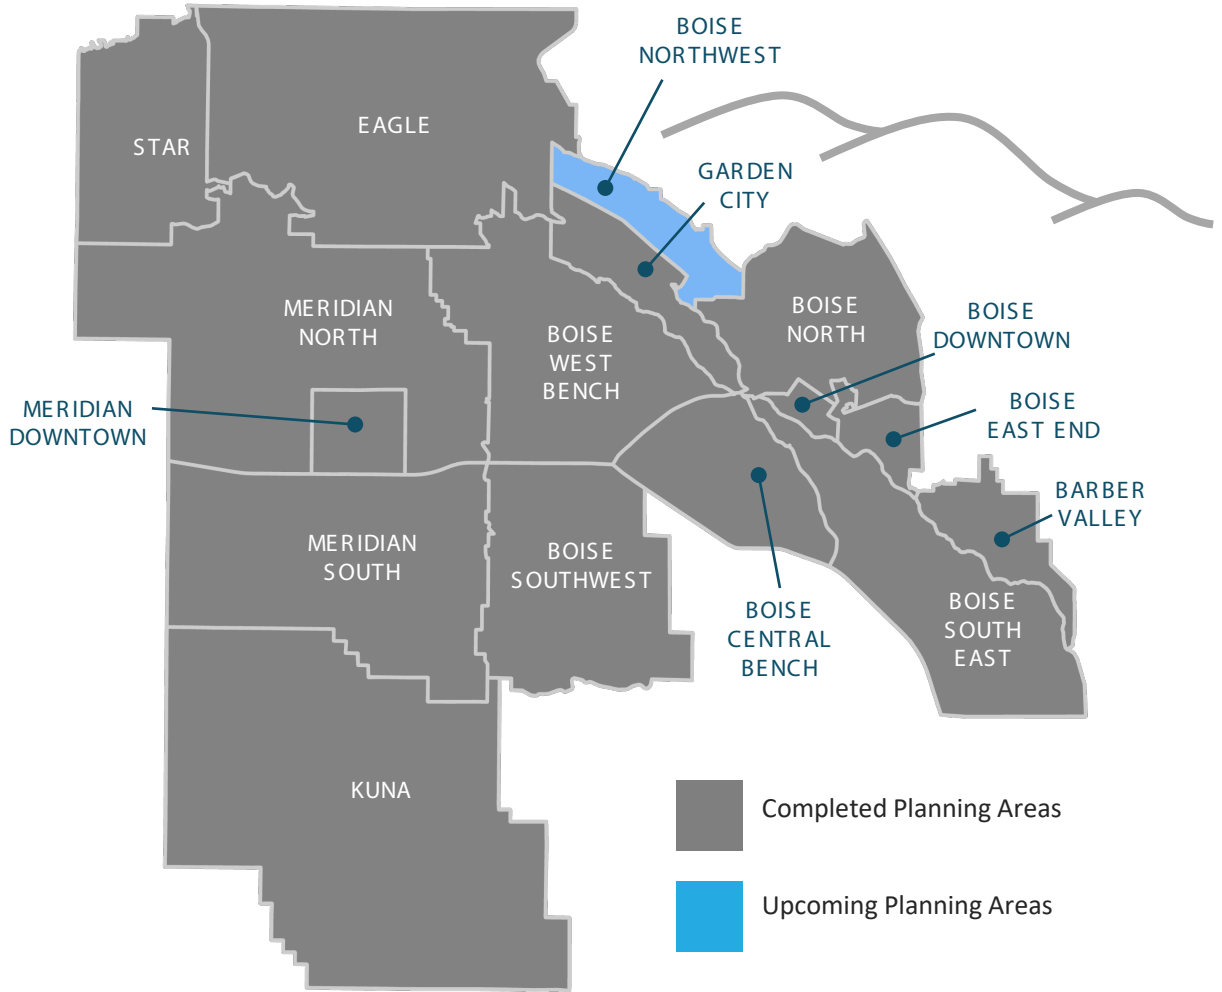 BOISE
NORTHWEST
EAGLE
STAR
GARDEN
CITY
MERIDIAN
NORTH
BOISE
WEST
BENCH
BOISE
NORTH
BOISE
DOWNTOWN
MERIDIAN
DOWNTOWN
BOISE
EAST END
BARBER
VALLEY
MERIDIAN
SOUTH
BOISE
SOUTHWEST
BOISE
CENTRAL
BENCH
BOISE
SOUTH
EAST
KUNA
Completed Planning Areas
Upcoming Planning Areas